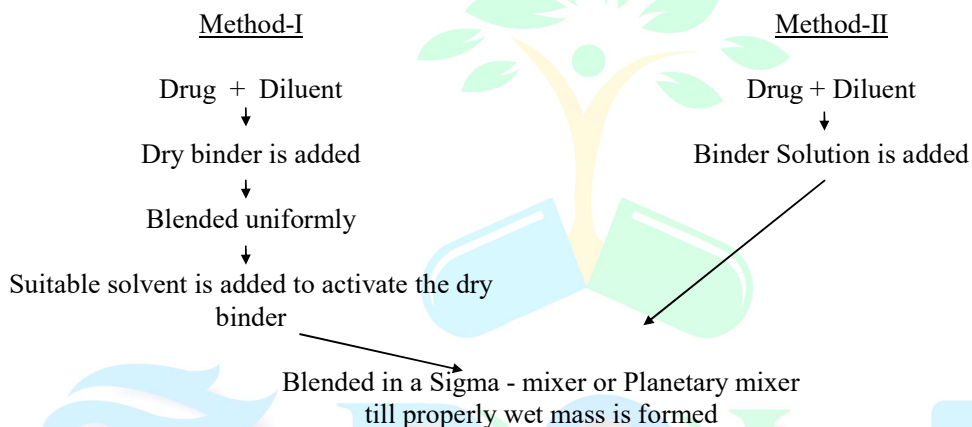 Method-I
Drug + Diluent
Dry binder is added
Blended uniformly
Suitable solvent is added to activate the dry
binder
Method-II
Drug + Diluent
Binder Solution is added
Blended in a Sigma - mixer or Planetary mixer
till properly wet mass is formed